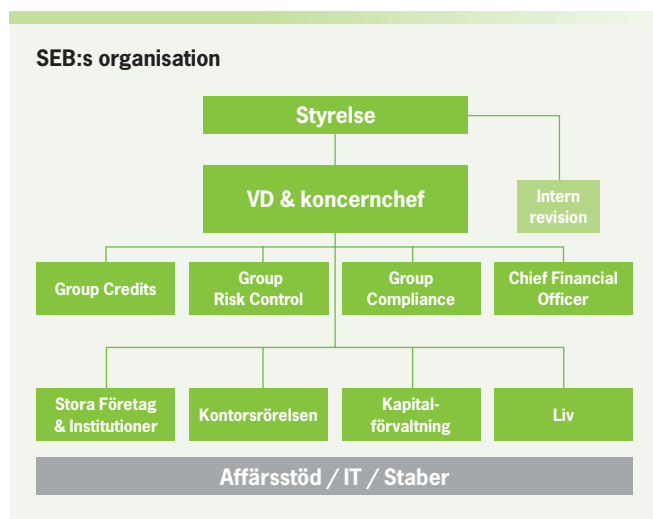 SEB:s organisation
Styrelse
VD & koncernchef
Intern
revision
Group Credits
Group
Risk Control
Group
Compliance
Chief Financial
Officer
Stora Företag
& Institutioner
Kontorsrörelsen
Kapital-
förvaltning
Liv
Affärsstöd / IT / Staber